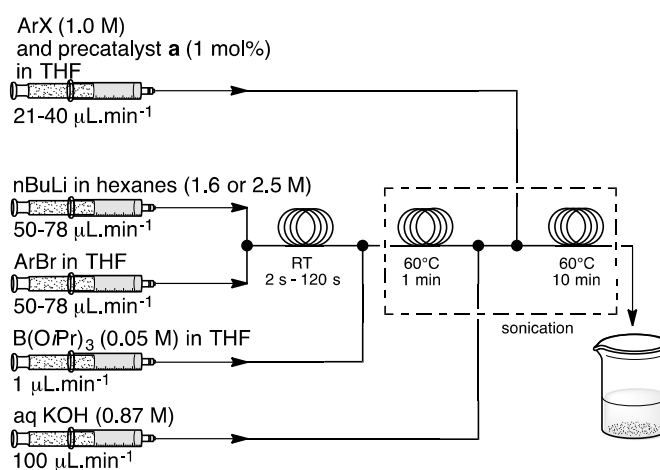 ArX (1.0 M)
and precatalyst a (1 mol%)
in THF
21-40 μL.min⁻¹
nBuLi in hexanes (1.6 or 2.5 M)
50-78 μL.min⁻¹
ArBr in THF
50-78 μL.min⁻¹
B(OiPr)₃ (0.05 M) in THF
1 μL.min⁻¹
aq KOH (0.87 M)
100 μL.min⁻¹
RT
2 s - 120 s
60°C
1 min
60°C
10 min
sonication